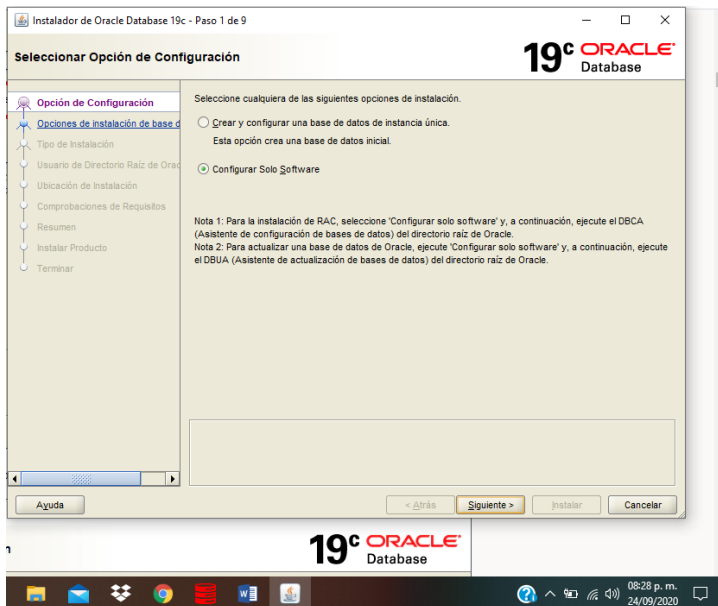 Instalador de Oracle Database 19c - Paso 1 de 9
Seleccionar Opción de Configuración
19c ORACLE
Database
Opción de Configuración
Opciones de instalación de base d
Tipo de Instalación
Usuario de Directorio Raíz de Orac
Ubicación de Instalación
Comprobaciones de Requisitos
Resumen
Instalar Producto
Terminar
Seleccione cualquiera de las siguientes opciones de instalación.
Crear y configurar una base de datos de instancia única.
Esta opción crea una base de datos inicial.
Configurar Solo Software
Nota 1: Para la instalación de RAC, seleccione 'Configurar solo software' y, a continuación, ejecute el DBCA
(Asistente de configuración de bases de datos) del directorio raíz de Oracle.
Nota 2: Para actualizar una base de datos de Oracle, ejecute 'Configurar solo software' y, a continuación, ejecute
el DBUA (Asistente de actualización de bases de datos) del directorio raíz de Oracle.
Ayuda
< Atrás
Siguiente >
Instalar
Cancelar
19c ORACLE
Database
08:28 p. m.
24/09/2020